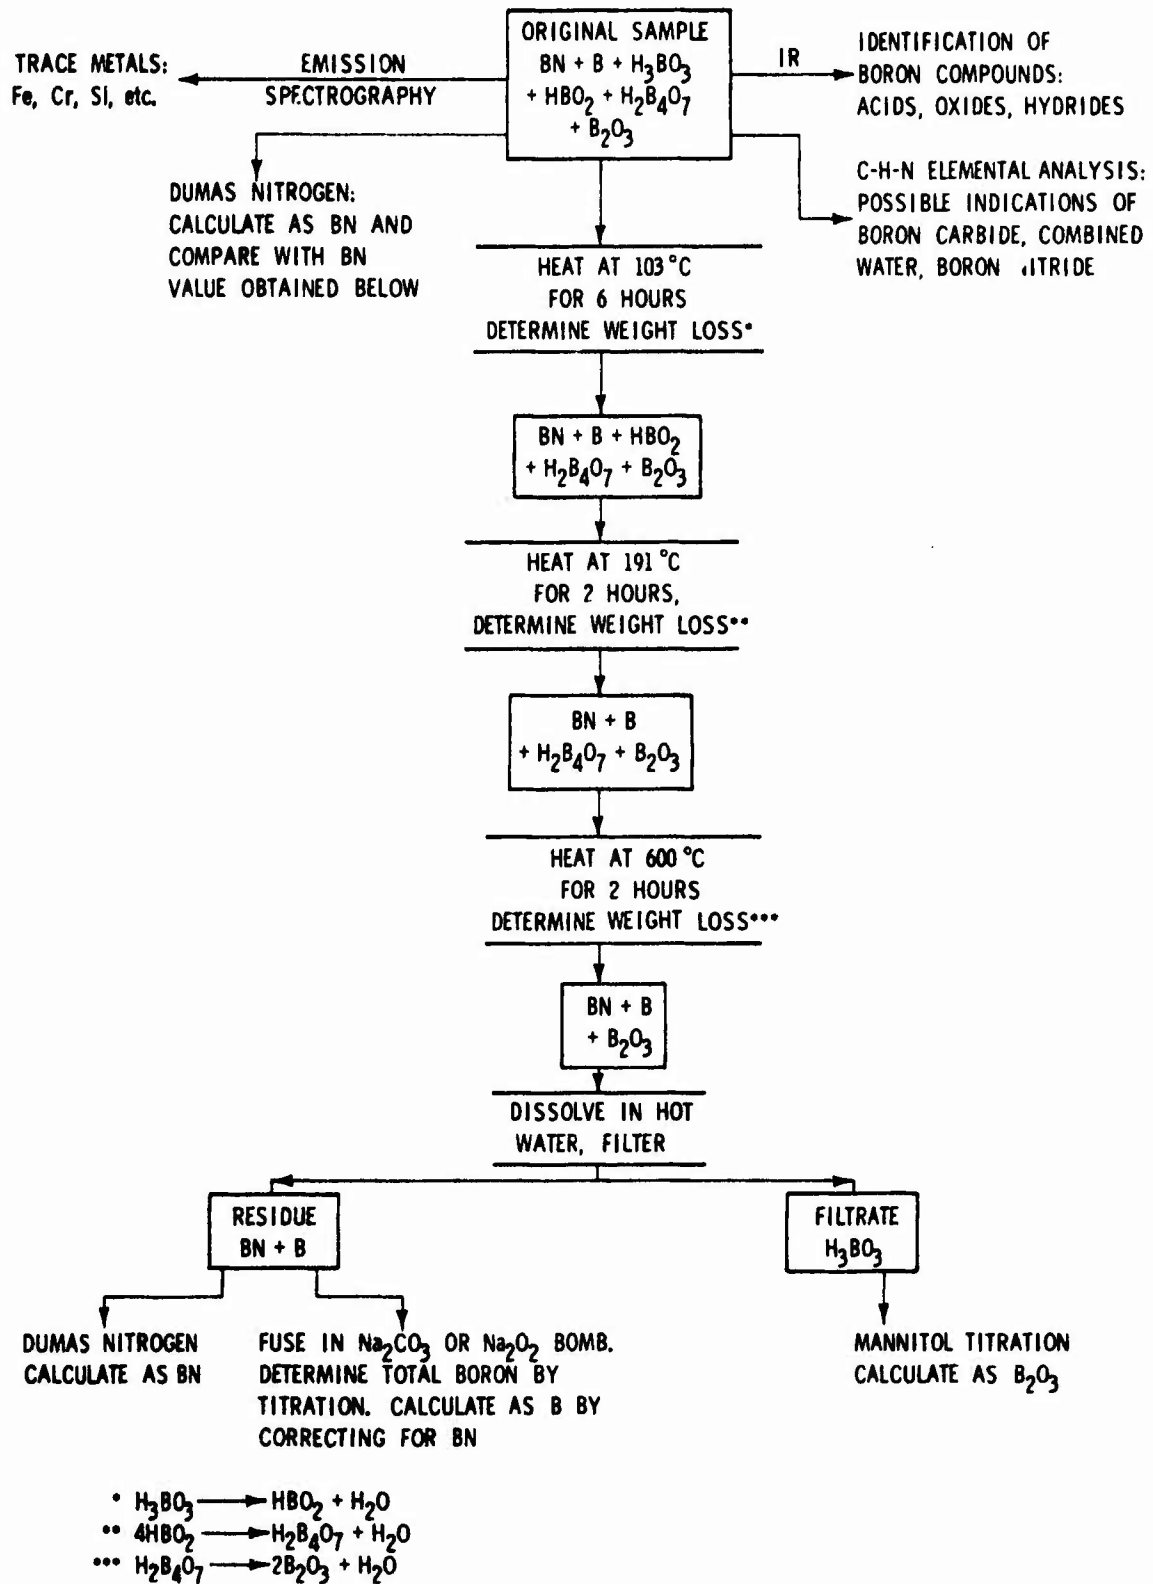 ORIGINAL SAMPLE
BN + B + H₃BO₃
+ HBO₂ + H₂B₄O₇
+ B₂O₃
TRACE METALS:
Fe, Cr, Si, etc.
EMISSION
SPECTROGRAPHY
IR
IDENTIFICATION OF
BORON COMPOUNDS:
ACIDS, OXIDES, HYDRIDES
DUMAS NITROGEN:
CALCULATE AS BN AND
COMPARE WITH BN
VALUE OBTAINED BELOW
C-H-N ELEMENTAL ANALYSIS:
POSSIBLE INDICATIONS OF
BORON CARBIDE, COMBINED
WATER, BORON ITRIDE
HEAT AT 103 °C
FOR 6 HOURS
DETERMINE WEIGHT LOSS*
BN + B + HBO₂
+ H₂B₄O₇ + B₂O₃
HEAT AT 191 °C
FOR 2 HOURS,
DETERMINE WEIGHT LOSS**
BN + B
+ H₂B₄O₇ + B₂O₃
HEAT AT 600 °C
FOR 2 HOURS
DETERMINE WEIGHT LOSS***
BN + B
+ B₂O₃
DISSOLVE IN HOT
WATER, FILTER
RESIDUE
BN + B
FILTRATE
H₃BO₃
DUMAS NITROGEN
CALCULATE AS BN
FUSE IN Na₂CO₃ OR Na₂O₂ BOMB.
DETERMINE TOTAL BORON BY
TITRATION. CALCULATE AS B BY
CORRECTING FOR BN
MANNITOL TITRATION
CALCULATE AS B₂O₃
* H₃BO₃ → HBO₂ + H₂O
** 4HBO₂ → H₂B₄O₇ + H₂O
*** H₂B₄O₇ → 2B₂O₃ + H₂O